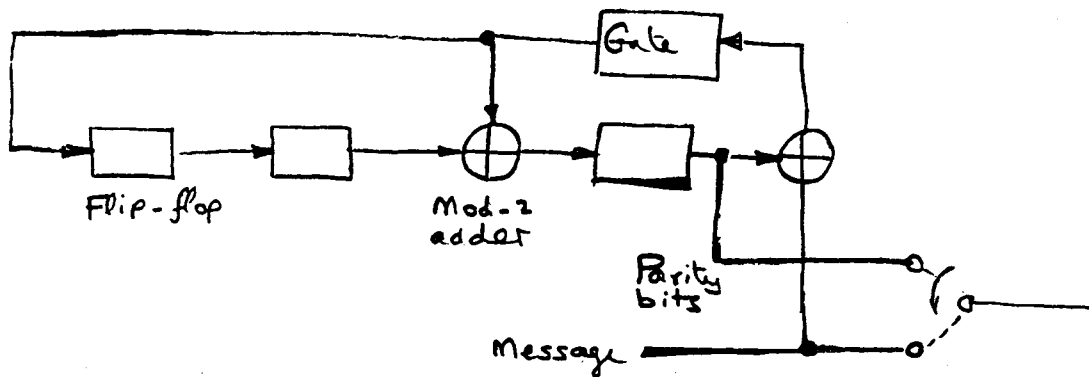 Gate
Flip-flop
Mod-2
adder
Parity
bits
Message